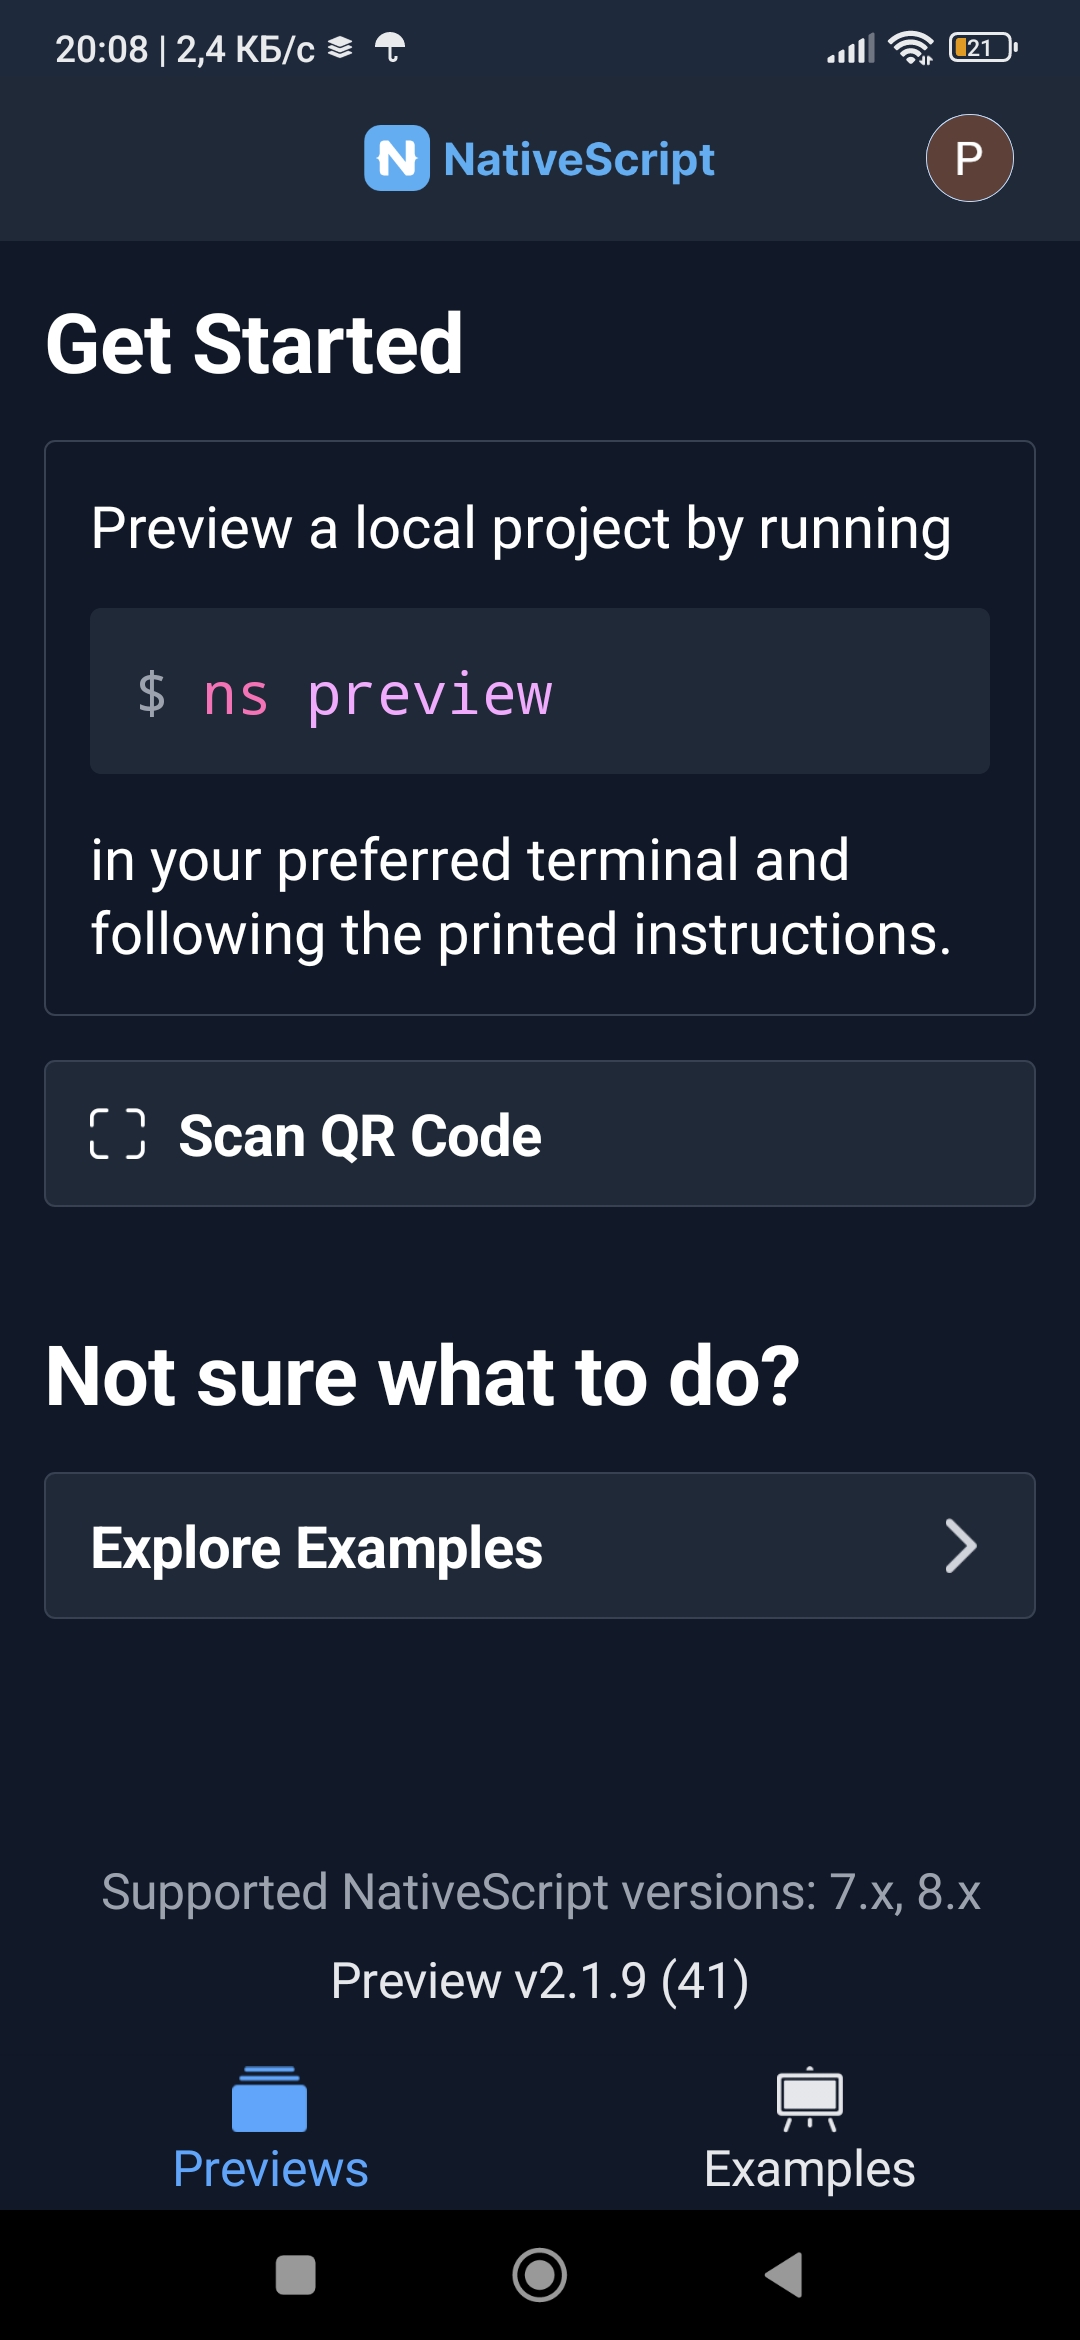 20:08 | 2,4 КБ/с
21
NativeScript
P
Get Started
Preview a local project by running
$ ns preview
in your preferred terminal and
following the printed instructions.
Scan QR Code
Not sure what to do?
Explore Examples
Supported NativeScript versions: 7.x, 8.x
Preview v2.1.9 (41)
Previews
Examples